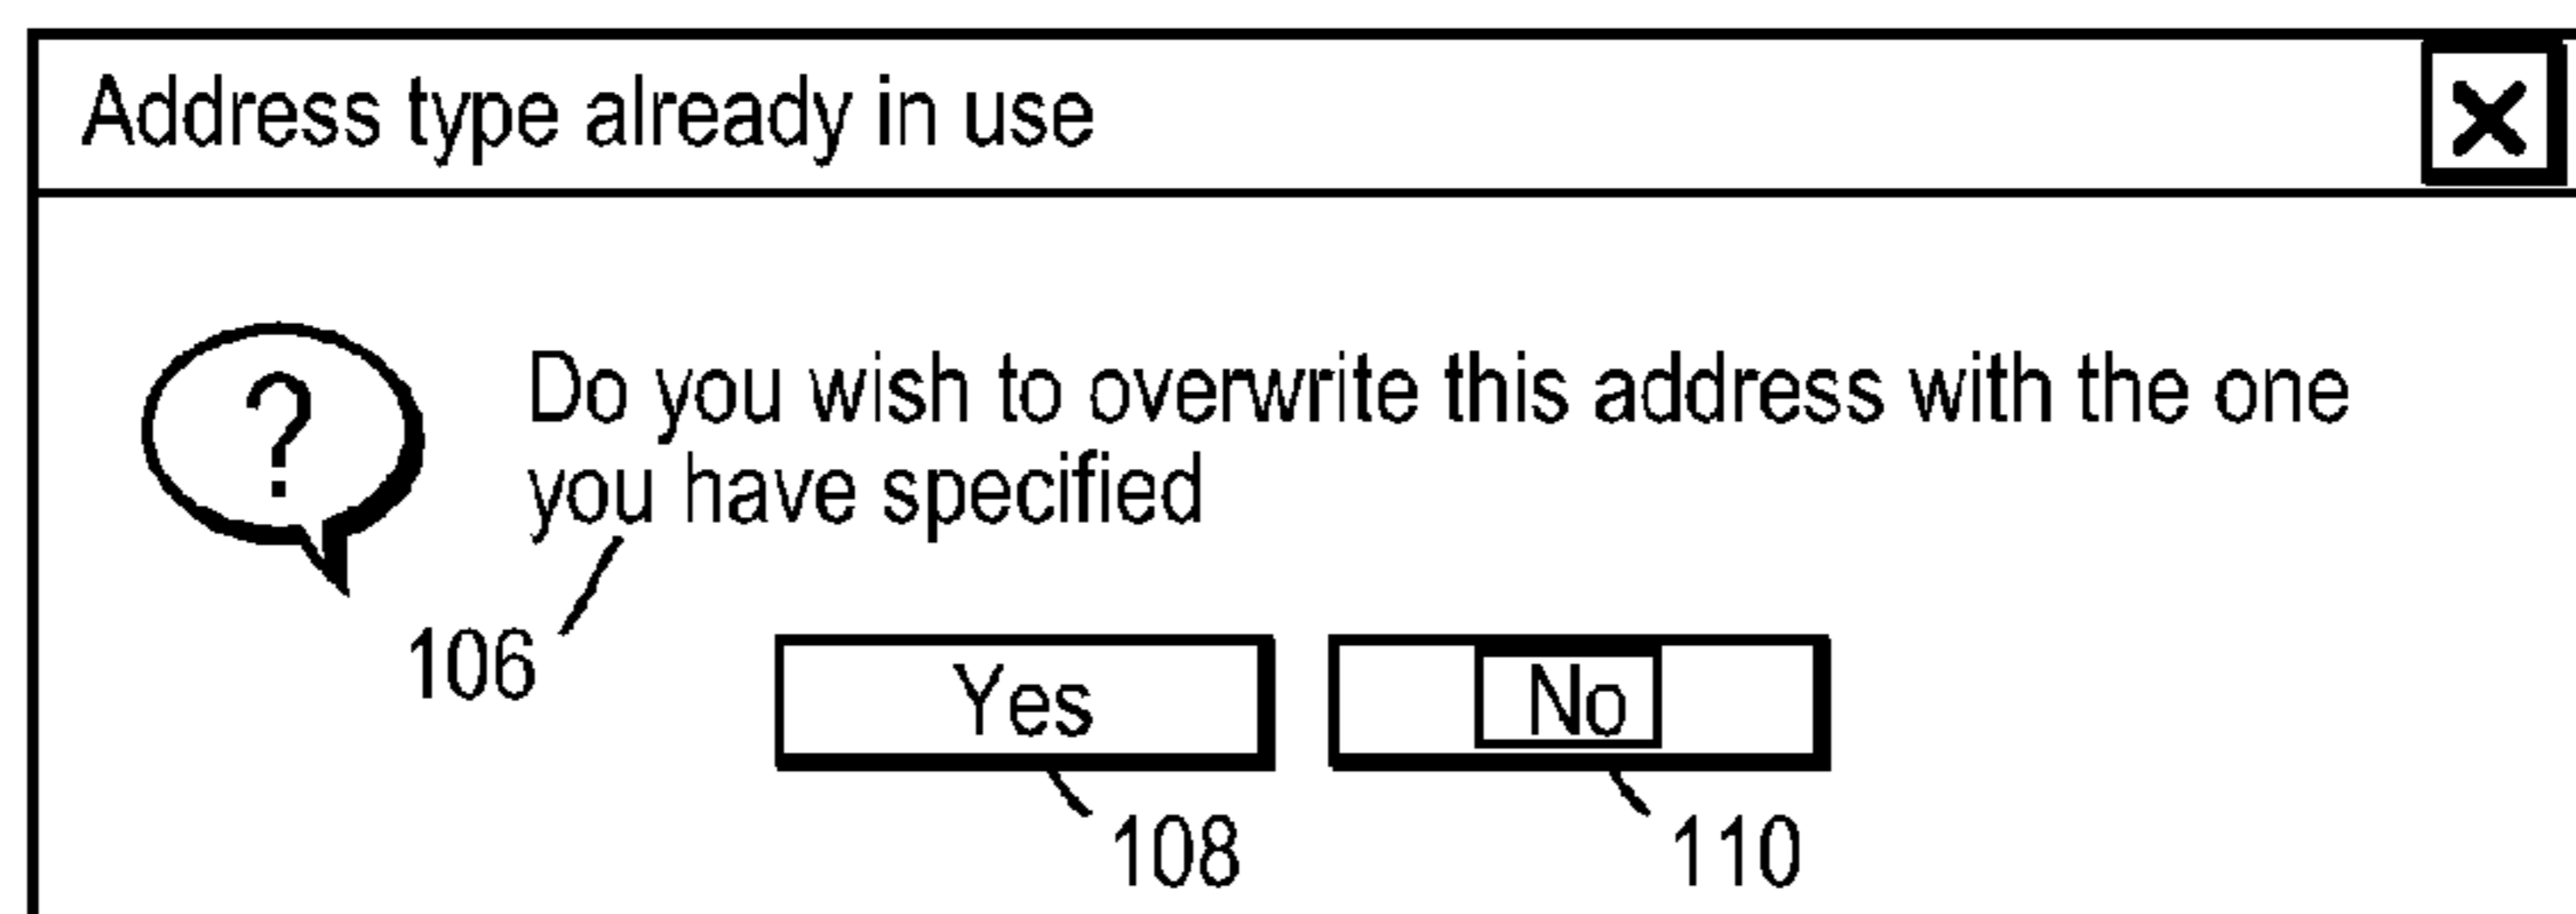 Address type already in use
?
Do you wish to overwrite this address with the one
you have specified
106
Yes
No
108
110